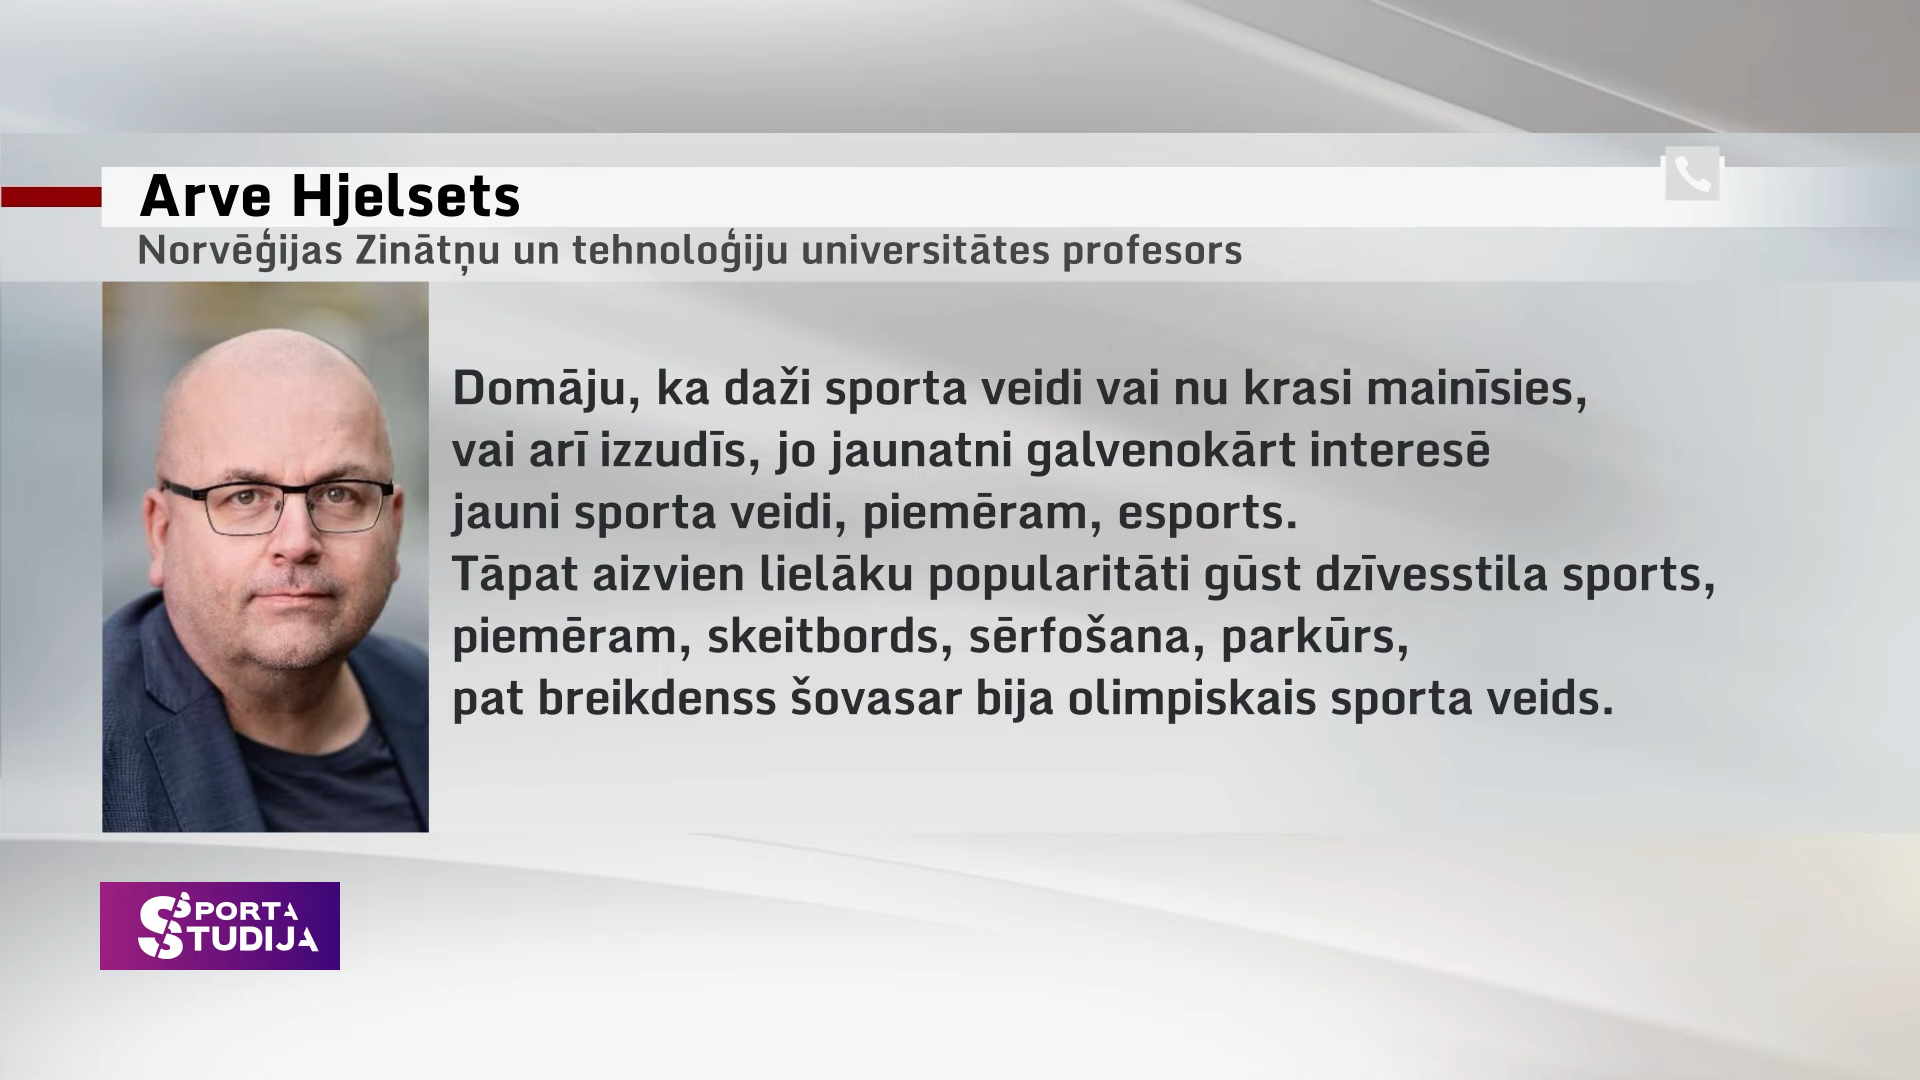 Arve Hjelsets
Norvēģijas Zinātņu un tehnoloģiju universitātes profesors
Domāju, ka daži sporta veidi vai nu krasi mainīsies,
vai arī izzudīs, jo jaunatni galvenokārt interesē
jauni sporta veidi, piemēram, esports.
Tāpat aizvien lielāku popularitāti gūst dzīvesstila sports,
piemēram, skeitbords, sērfošana, parkūrs,
pat breikdenss šovasar bija olimpiskais sporta veids.
SPORTA
STUDIJA